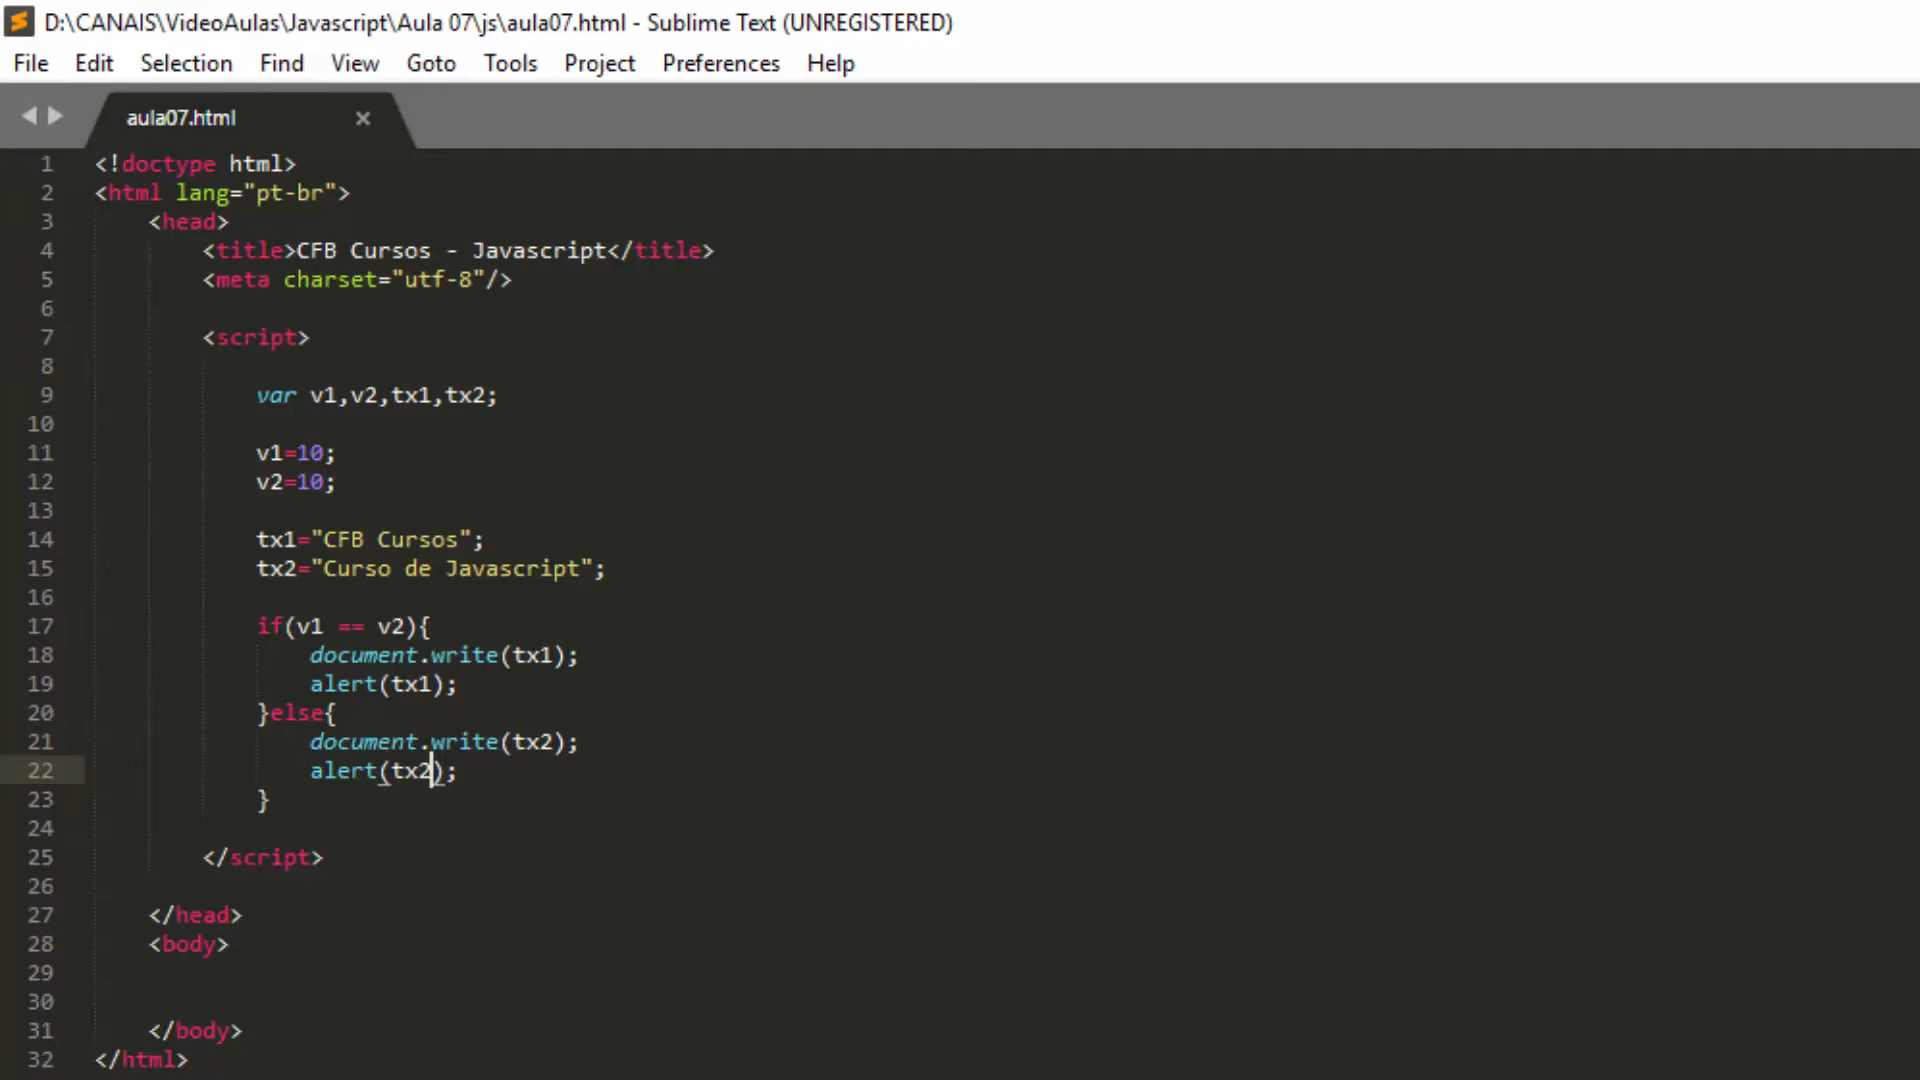 D:\CANAIS\VideoAulas\Javascript\Aula 07\js\aula07.html - Sublime Text (UNREGISTERED)
File Edit Selection Find View Goto Tools Project Preferences Help
aula07.html
1 <!doctype html>
2 <html lang="pt-br">
3 <head>
4 <title>CFB Cursos - Javascript</title>
5 <meta charset="utf-8"/>
6
7 <script>
8
9 var v1,v2,tx1,tx2;
10
11 v1=10;
12 v2=10;
13
14 tx1="CFB Cursos";
15 tx2="Curso de Javascript";
16
17 if(v1 == v2){
18 document.write(tx1);
19 alert(tx1);
20 }else{
21 document.write(tx2);
22 alert(tx2);
23 }
24
25 </script>
26
27 </head>
28 <body>
29
30
31 </body>
32 </html>